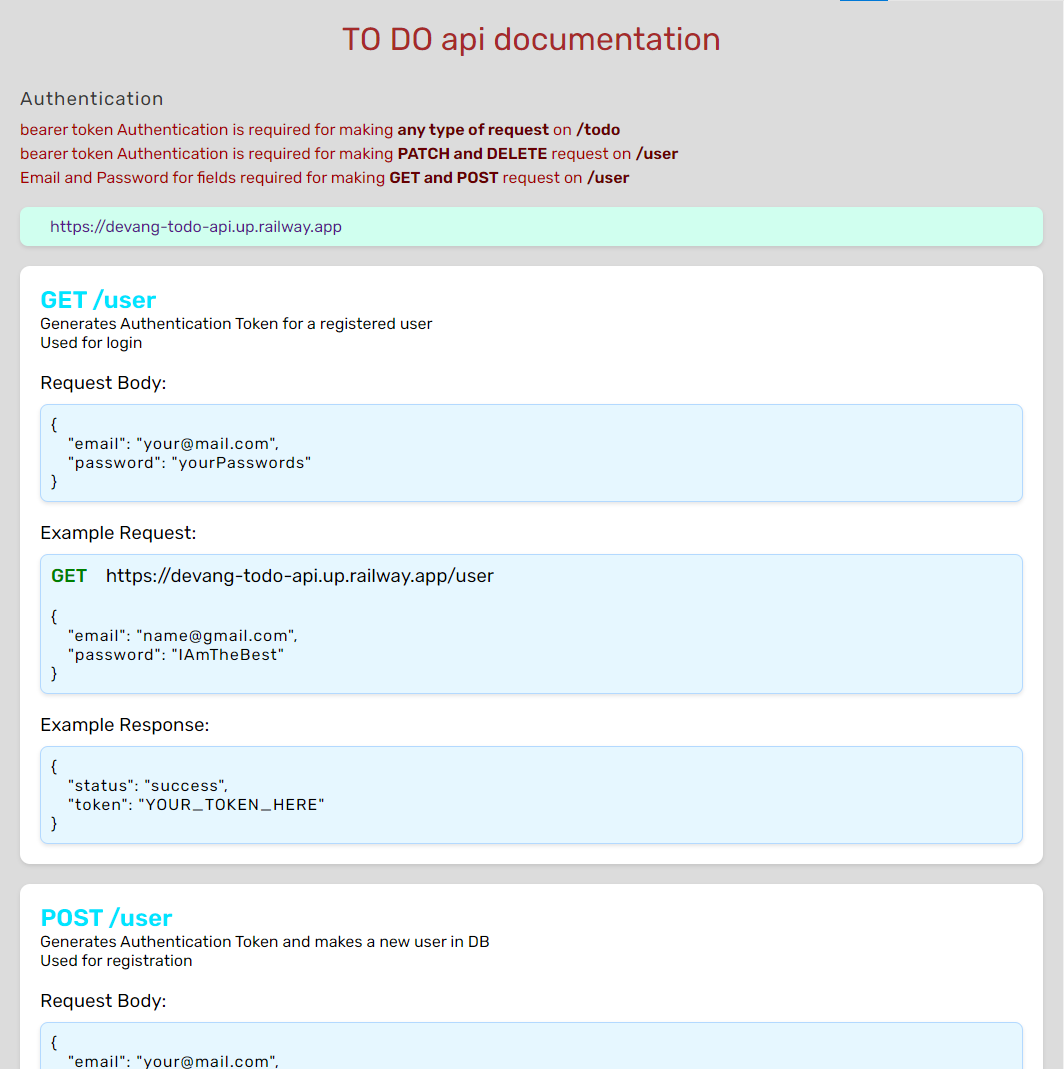 TO DO api documentation
Authentication
bearer token Authentication is required for making any type of request on /todo
bearer token Authentication is required for making PATCH and DELETE request on /user
Email and Password for fields required for making GET and POST request on /user
https://devang-todo-api.up.railway.app
GET /user
Generates Authentication Token for a registered user
Used for login
Request Body:
{
"email": "your@mail.com",
"password": "yourPasswords"
}
Example Request:
GET https://devang-todo-api.up.railway.app/user
{
"email": "name@gmail.com",
"password": "IAmTheBest"
}
Example Response:
{
"status": "success",
"token": "YOUR_TOKEN_HERE"
}
POST /user
Generates Authentication Token and makes a new user in DB
Used for registration
Request Body:
{
"email": "your@mail.com",